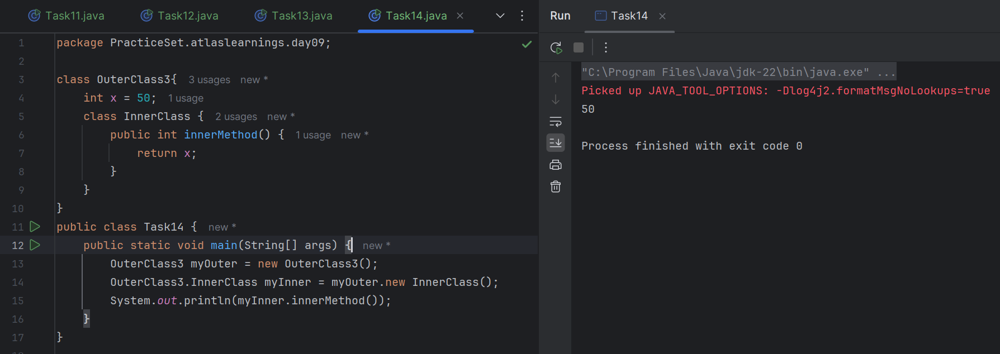 Task11.java Task12.java Task13.java Task14.java
1 package PracticeSet.atlaslearnings.day09;
2
3 class OuterClass3{ 3 usages new *
4 int x = 50; 1 usage
5 class InnerClass { 2 usages new *
6 public int innerMethod() { 1 usage new *
7 return x;
8 }
9 }
10 }
11 public class Task14 { new *
12 public static void main(String[] args) { new *
13 OuterClass3 myOuter = new OuterClass3();
14 OuterClass3.InnerClass myInner = myOuter.new InnerClass();
15 System.out.println(myInner.innerMethod());
16 }
17 }
Run Task14
"C:\Program Files\Java\jdk-22\bin\java.exe" ...
Picked up JAVA_TOOL_OPTIONS: -Dlog4j2.formatMsgNoLookups=true
50
Process finished with exit code 0